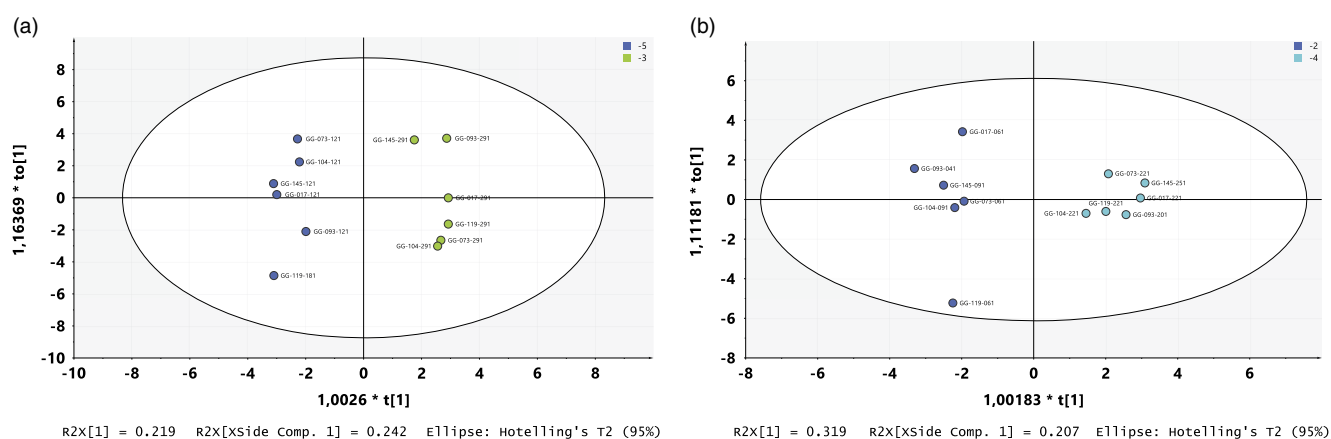 (a)
-5
-3
8
6
4
2
0
-2
-4
-6
-8
-10
1,16369 * to[1]
GG-073-121
GG-104-121
GG-145-121
GG-017-121
GG-093-121
GG-119-181
GG-145-291
GG-093-291
GG-017-291
GG-119-291
GG-073-291
GG-104-291
-10 -8 -6 -4 -2 0 2 4 6 8
1,0026 * t[1]
R2X[1] = 0.219 R2X[XSide Comp. 1] = 0.242 Ellipse: Hotelling's T2 (95%)
(b)
-2
-4
6
4
2
0
-2
-4
-6
-8
1,11181 * to[1]
GG-017-061
GG-093-041
GG-145-091
GG-073-061
GG-104-091
GG-119-061
GG-073-221
GG-145-251
GG-017-221
GG-119-221
GG-104-221
GG-093-201
-8 -6 -4 -2 0 2 4 6
1,00183 * t[1]
R2X[1] = 0.319 R2X[XSide Comp. 1] = 0.207 Ellipse: Hotelling's T2 (95%)